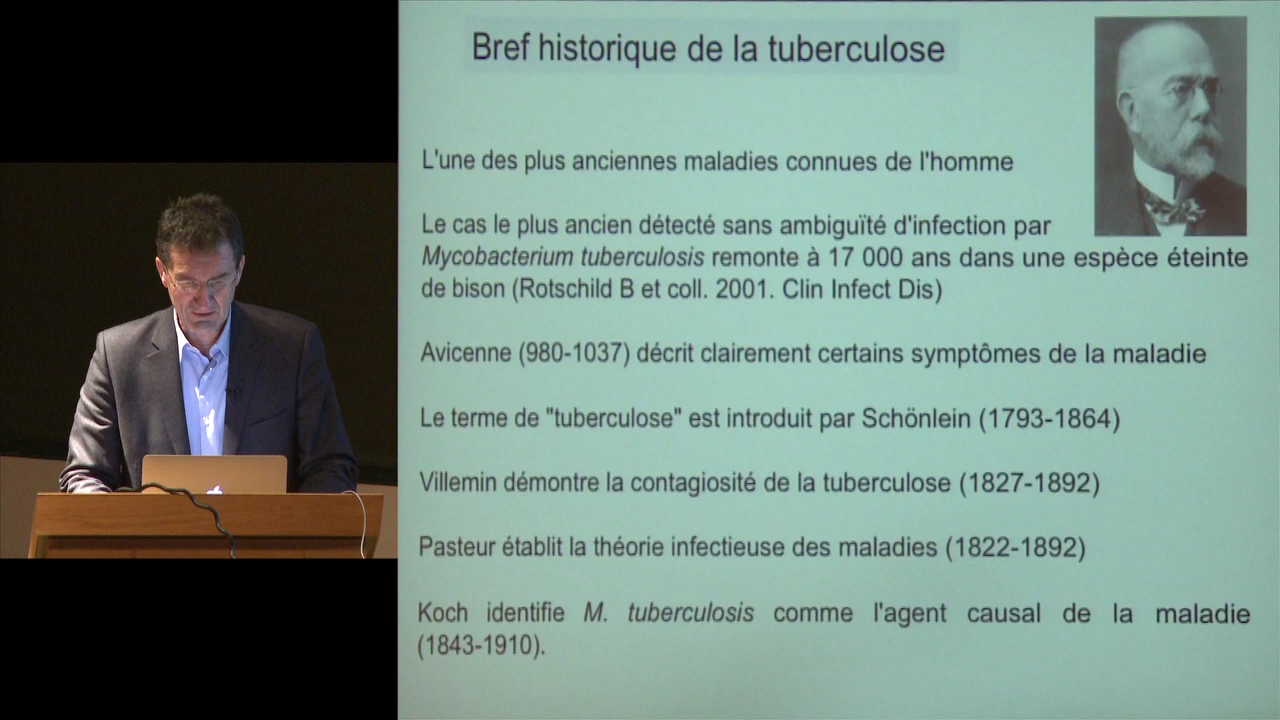 Bref historique de la tuberculose
L'une des plus anciennes maladies connues de l'homme
Le cas le plus ancien détecté sans ambiguïté d'infection par
Mycobacterium tuberculosis remonte à 17 000 ans dans une espèce éteinte
de bison (Rotschild B et coll. 2001. Clin Infect Dis)
Avicenne (980-1037) décrit clairement certains symptômes de la maladie
Le terme de "tuberculose" est introduit par Schönlein (1793-1864)
Villemin démontre la contagiosité de la tuberculose (1827-1892)
Pasteur établit la théorie infectieuse des maladies (1822-1892)
Koch identifie M. tuberculosis comme l'agent causal de la maladie
(1843-1910).